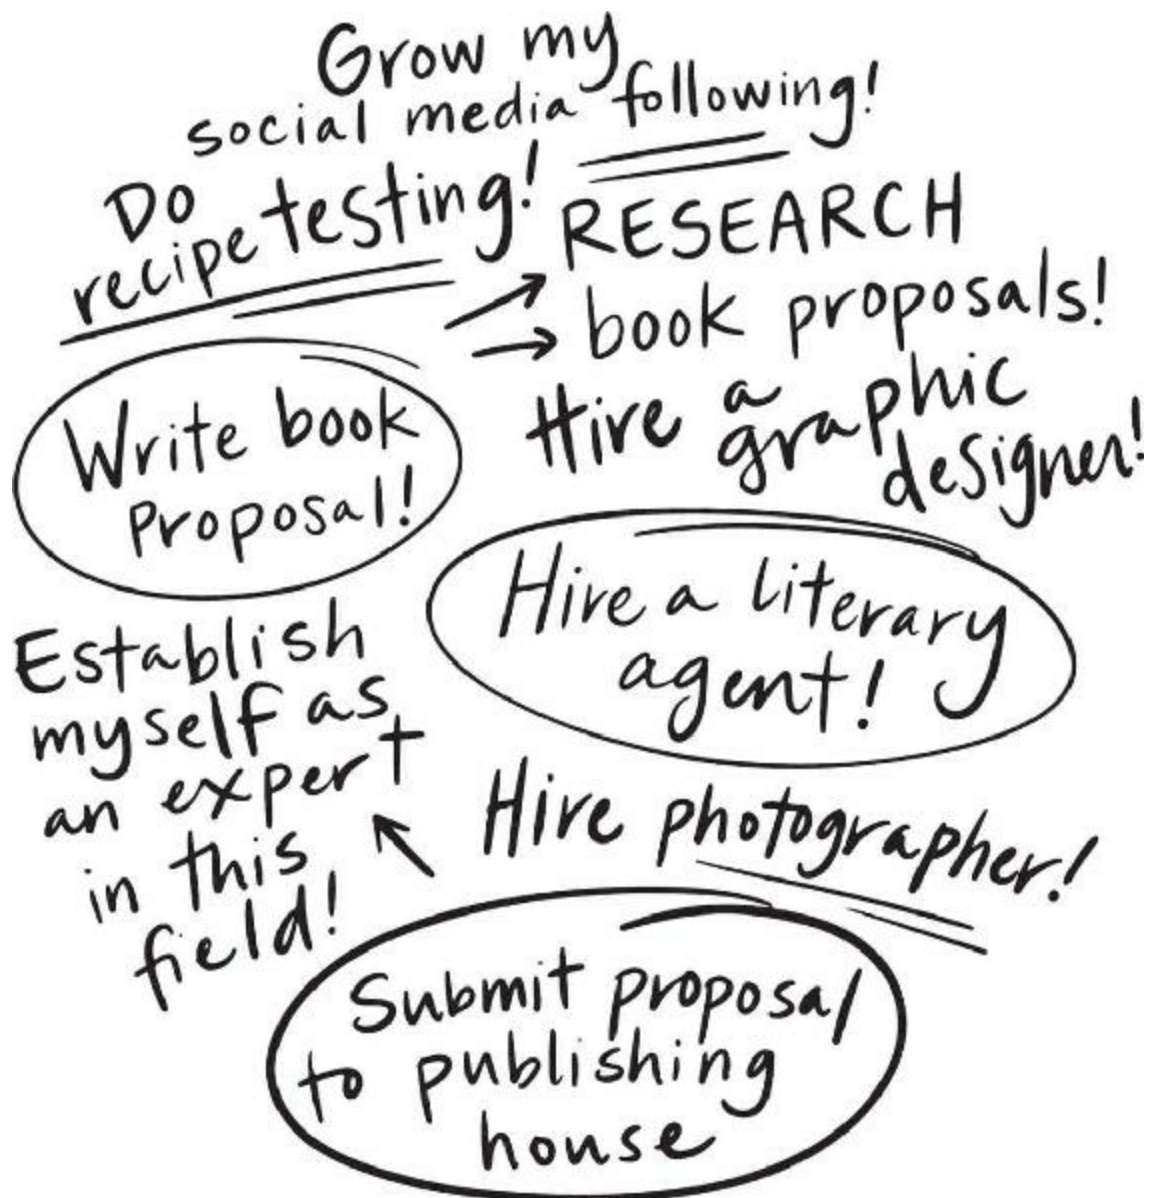 Grow my
social media following!
Do
recipe testing!
RESEARCH
book proposals!
Write book
Proposal!
Hire a graphic
designer!
Hire a literary
agent!
Establish
myself as
an expert
in this
field!
Hire photographer!
Submit proposal
to publishing
house